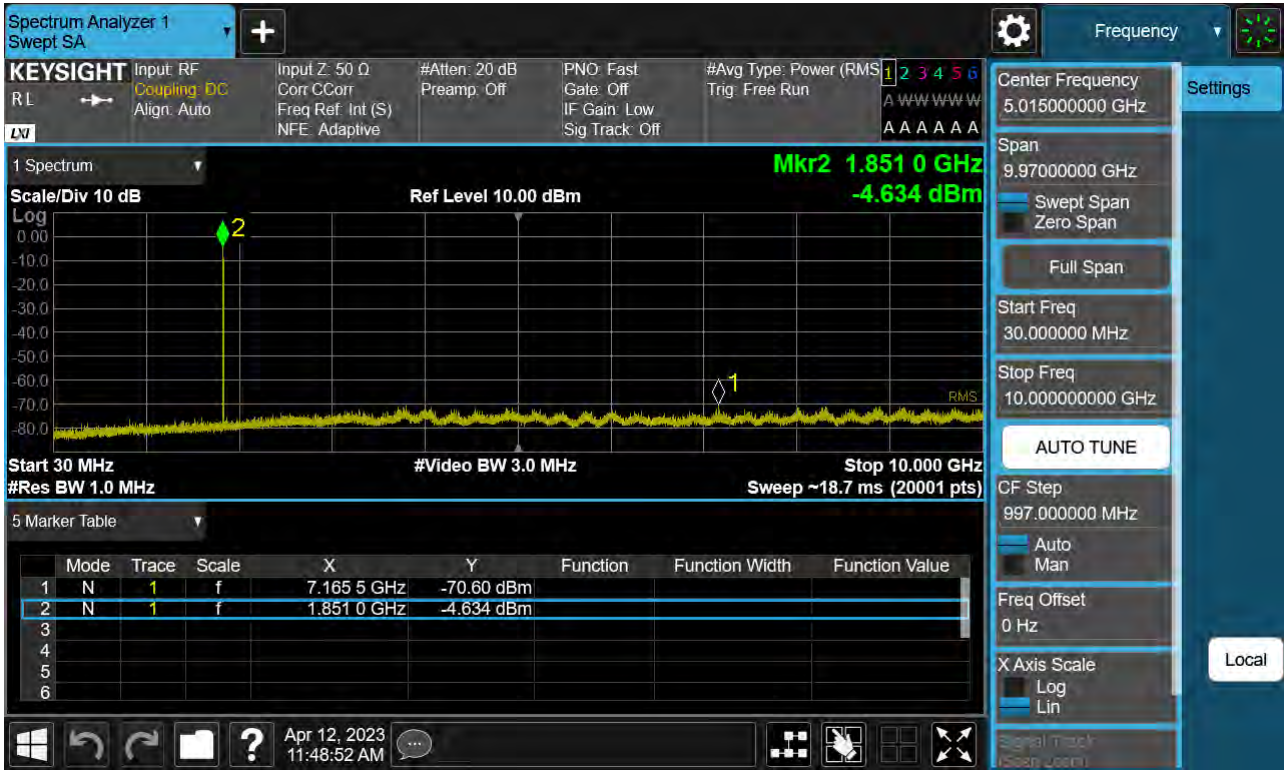 Spectrum Analyzer 1
Swept SA
+
Frequency
KEYSIGHT
RL
LXI
Input: RF
Coupling: DC
Align: Auto
Input Z: 50 Ω
Corr CCorr
Freq Ref: Int (S)
NFE: Adaptive
#Atten: 20 dB
Preamp: Off
PNO: Fast
Gate: Off
IF Gain: Low
Sig Track: Off
#Avg Type: Power (RMS
Trig: Free Run
1 2 3 4 5 6
A W W W W W
A A A A A A
1 Spectrum
Mkr2 1.851 0 GHz
-4.634 dBm
Scale/Div 10 dB
Ref Level 10.00 dBm
Log
0.00
-10.0
-20.0
-30.0
-40.0
-50.0
-60.0
-70.0
-80.0
2
1
RMS
Start 30 MHz
#Video BW 3.0 MHz
Stop 10.000 GHz
#Res BW 1.0 MHz
Sweep ~18.7 ms (20001 pts)
5 Marker Table
Mode Trace Scale X Y Function Function Width Function Value
1 N 1 f 7.165 5 GHz -70.60 dBm
2 N 1 f 1.851 0 GHz -4.634 dBm
3
4
5
6
?
Apr 12, 2023
11:48:52 AM
Center Frequency
5.015000000 GHz
Span
9.97000000 GHz
Swept Span
Zero Span
Full Span
Start Freq
30.000000 MHz
Stop Freq
10.000000000 GHz
AUTO TUNE
CF Step
997.000000 MHz
Auto
Man
Freq Offset
0 Hz
X Axis Scale
Log
Lin
Signal Track
(Span Zoom)
Settings
Local